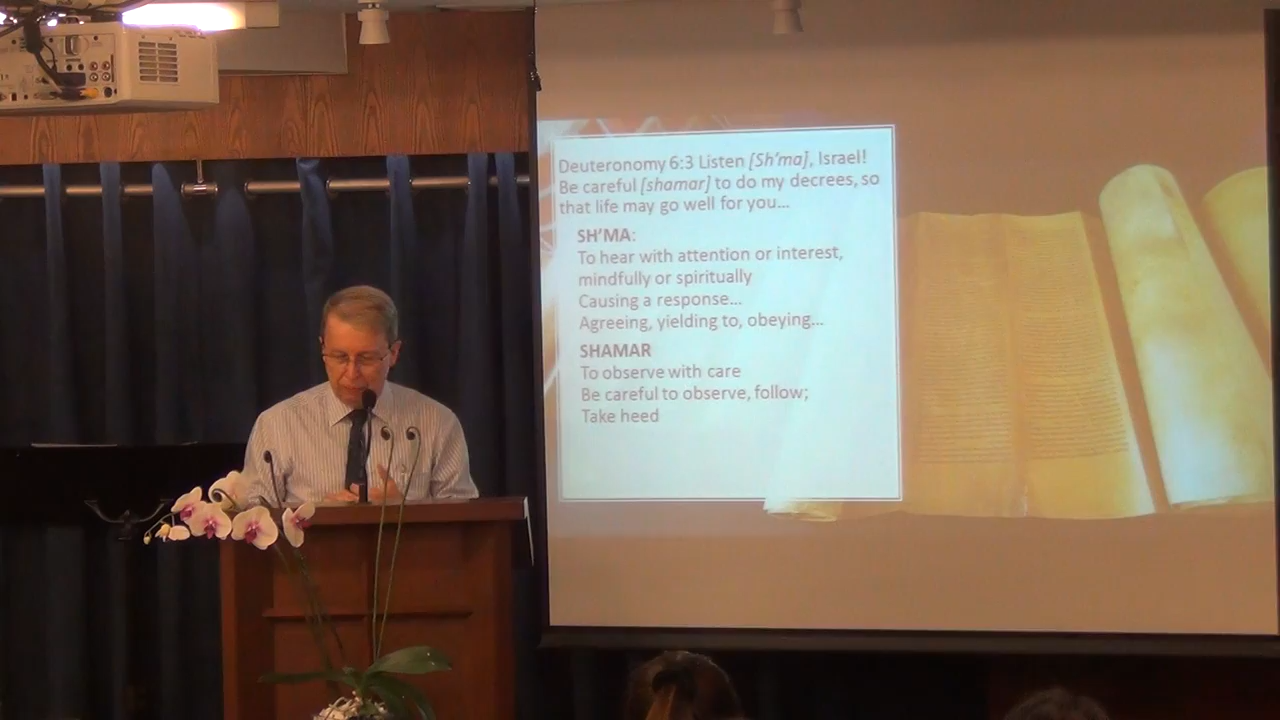 Deuteronomy 6:3 Listen [Sh'ma], Israel!
Be careful [shamar] to do my decrees, so
that life may go well for you…
SH'MA:
To hear with attention or interest,
mindfully or spiritually
Causing a response…
Agreeing, yielding to, obeying…
SHAMAR
To observe with care
Be careful to observe, follow;
Take heed